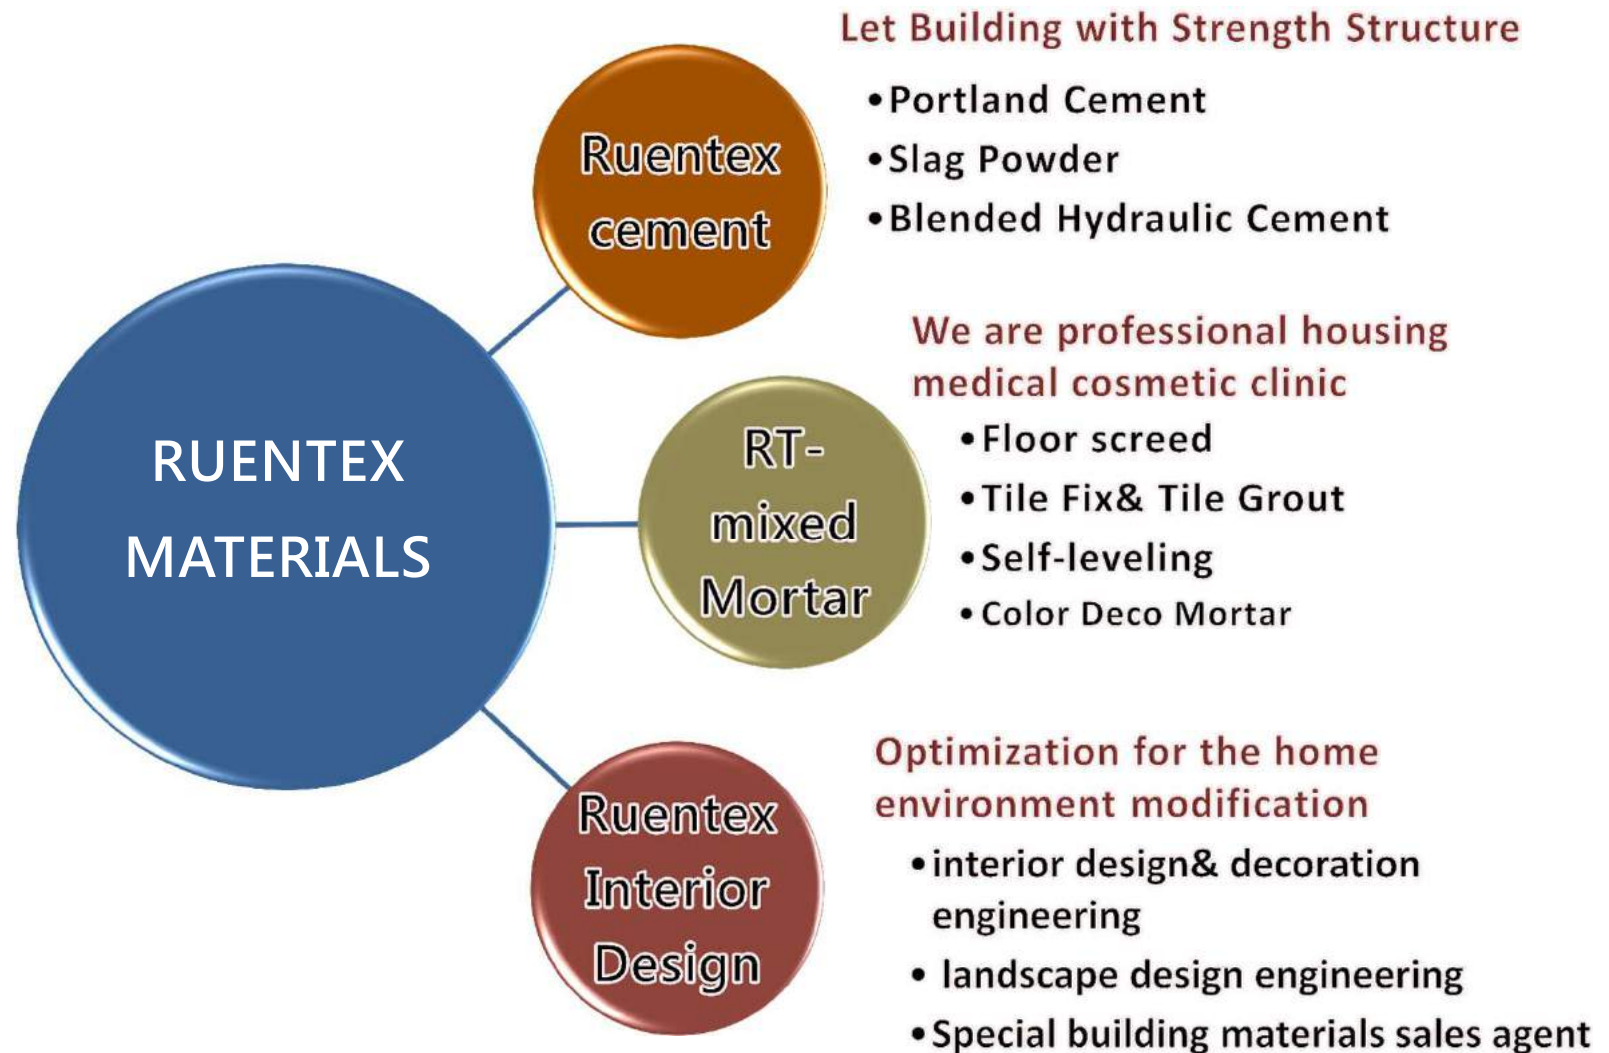 RUENTEX
MATERIALS
Ruentex
cement
Let Building with Strength Structure
•Portland Cement
•Slag Powder
•Blended Hydraulic Cement
RT-
mixed
Mortar
We are professional housing
medical cosmetic clinic
•Floor screed
•Tile Fix& Tile Grout
•Self-leveling
•Color Deco Mortar
Ruentex
Interior
Design
Optimization for the home
environment modification
•interior design& decoration
engineering
• landscape design engineering
•Special building materials sales agent